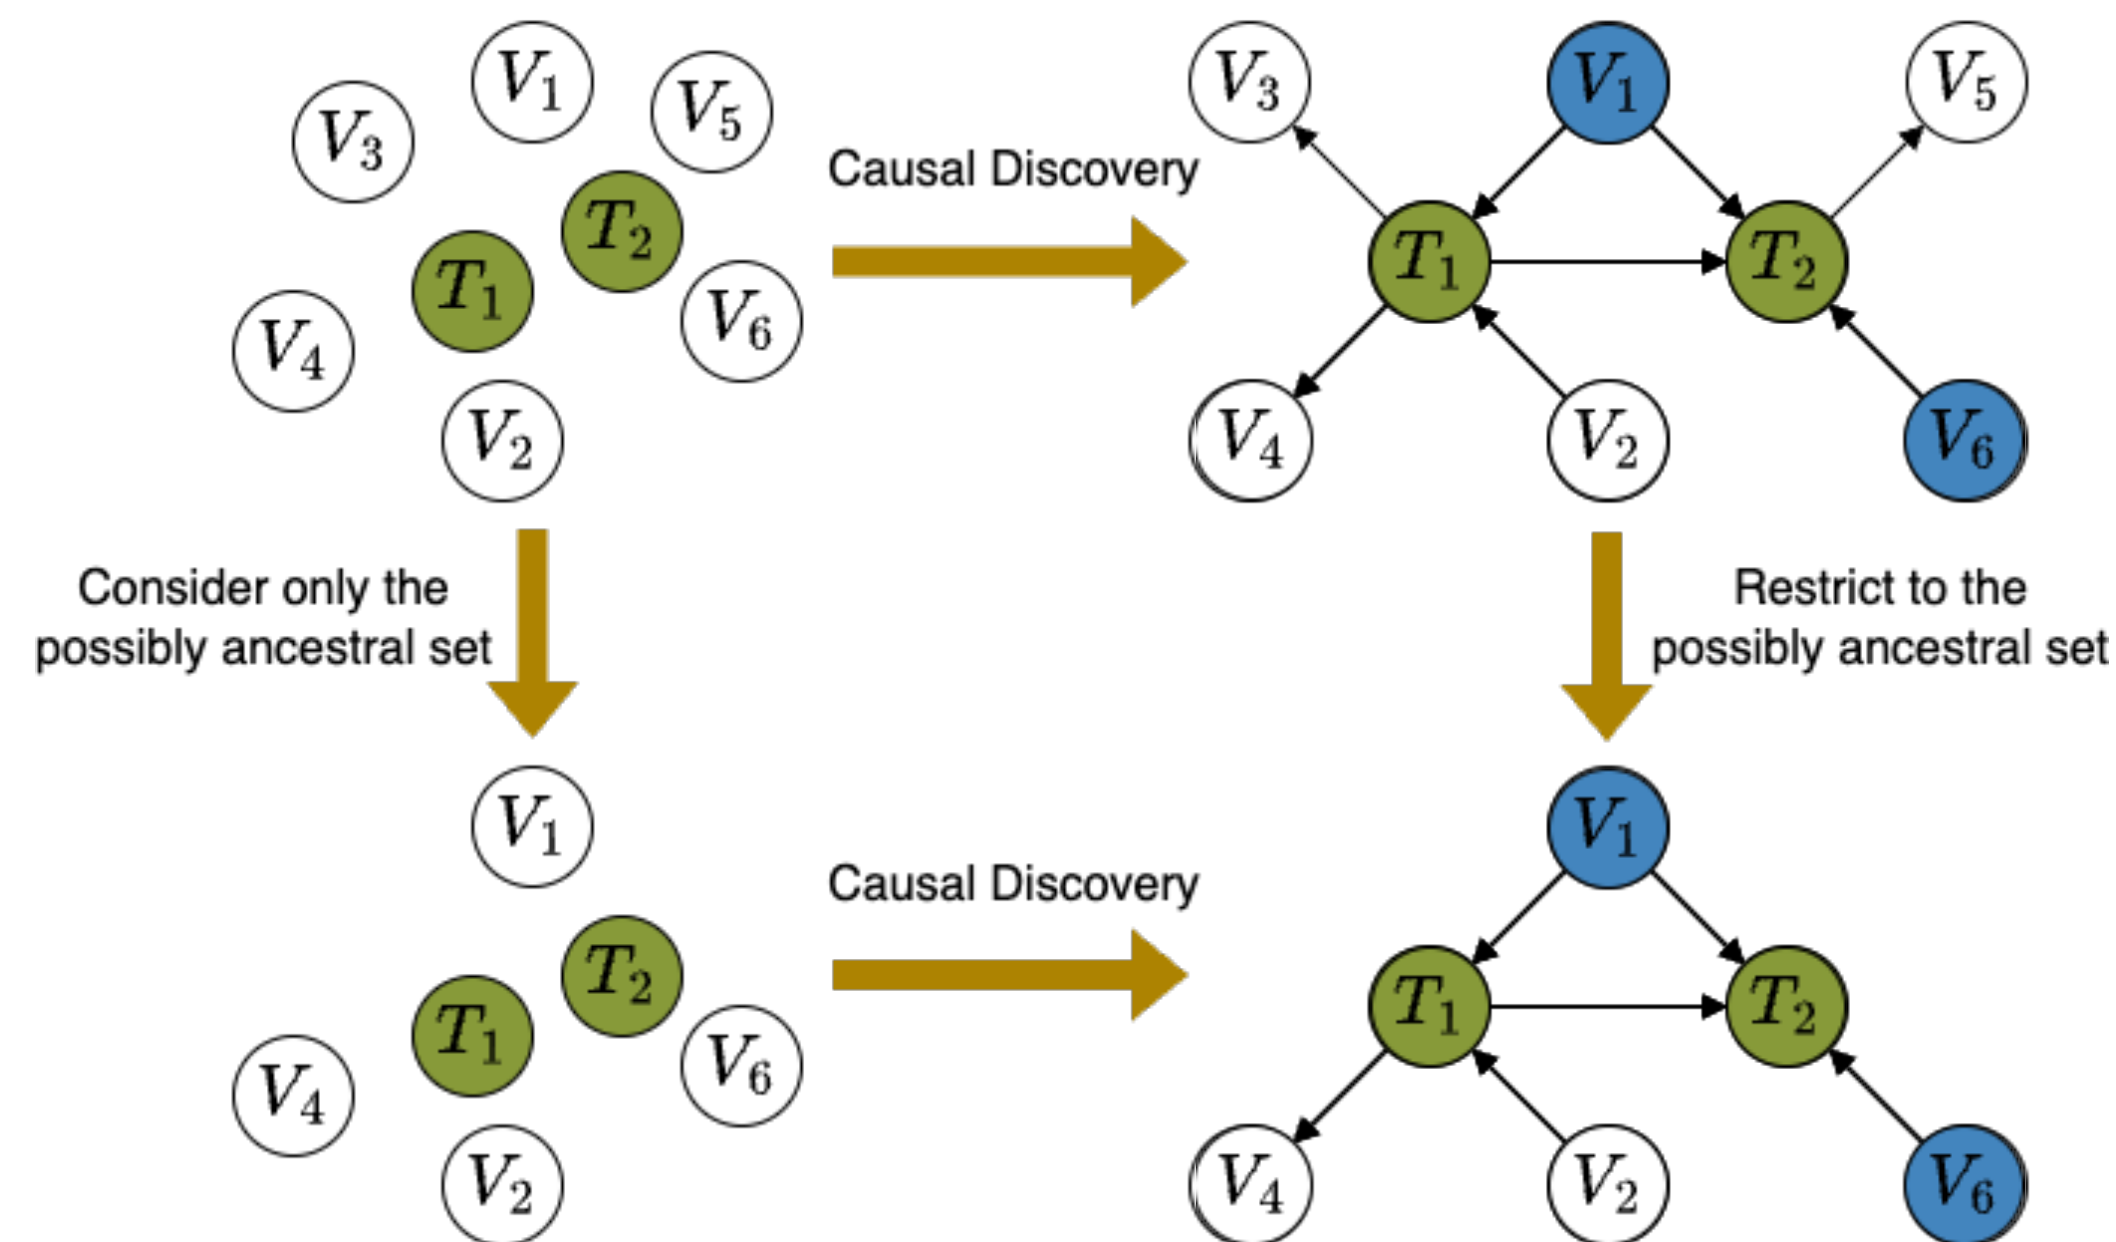 V₁
V₅
V₃
T₂
T₁
V₆
V₄
V₂
Causal Discovery
V₃
V₁
V₅
T₁
T₂
V₄
V₂
V₆
Consider only the
possibly ancestral set
Restrict to the
possibly ancestral set
V₁
T₂
T₁
V₆
V₄
V₂
Causal Discovery
V₁
T₁
T₂
V₄
V₂
V₆